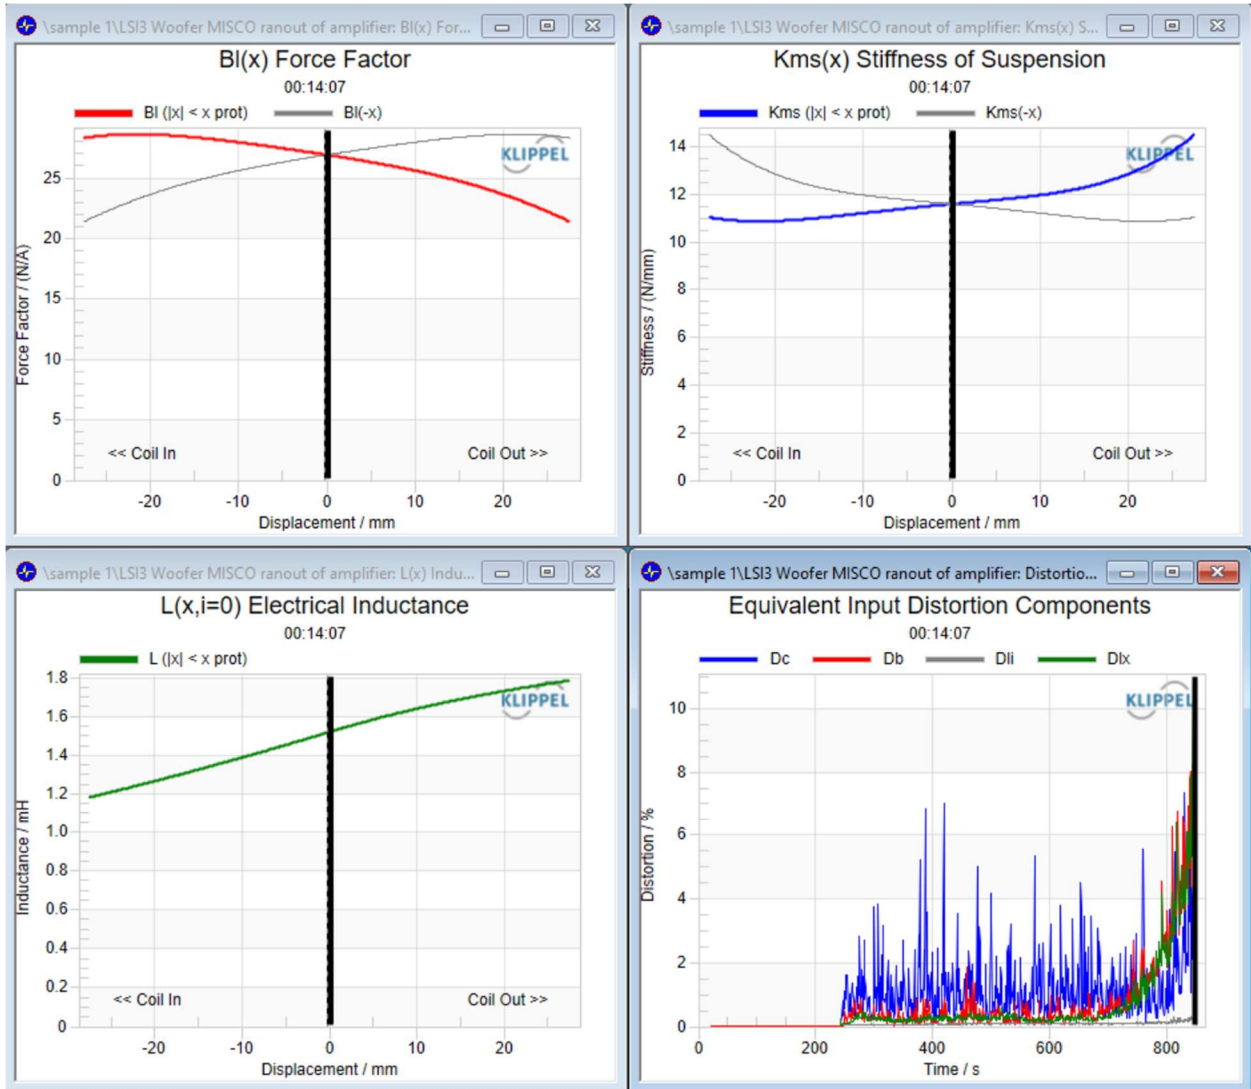 \sample 1\LSI3 Woofer MISCO ranout of amplifier: Bl(x) For...
Bl(x) Force Factor
00:14:07
Bl (|x| < x prot) Bl(-x)
KLIPPEL
25
20
15
10
5
0
Force Factor / (N/A)
<< Coil In Coil Out >>
-20 -10 0 10 20
Displacement / mm
\sample 1\LSI3 Woofer MISCO ranout of amplifier: Kms(x) S...
Kms(x) Stiffness of Suspension
00:14:07
Kms (|x| < x prot) Kms(-x)
KLIPPEL
14
12
10
8
6
4
2
0
Stiffness / (N/mm)
<< Coil In Coil Out >>
-20 -10 0 10 20
Displacement / mm
\sample 1\LSI3 Woofer MISCO ranout of amplifier: L(x) Indu...
L(x,i=0) Electrical Inductance
00:14:07
L (|x| < x prot)
KLIPPEL
1.8
1.6
1.4
1.2
1.0
0.8
0.6
0.4
0.2
0
Inductance / mH
<< Coil In Coil Out >>
-20 -10 0 10 20
Displacement / mm
\sample 1\LSI3 Woofer MISCO ranout of amplifier: Distortio...
Equivalent Input Distortion Components
00:14:07
Dc Db Dli Dlx
KLIPPEL
10
8
6
4
2
0
Distortion / %
0 200 400 600 800
Time / s